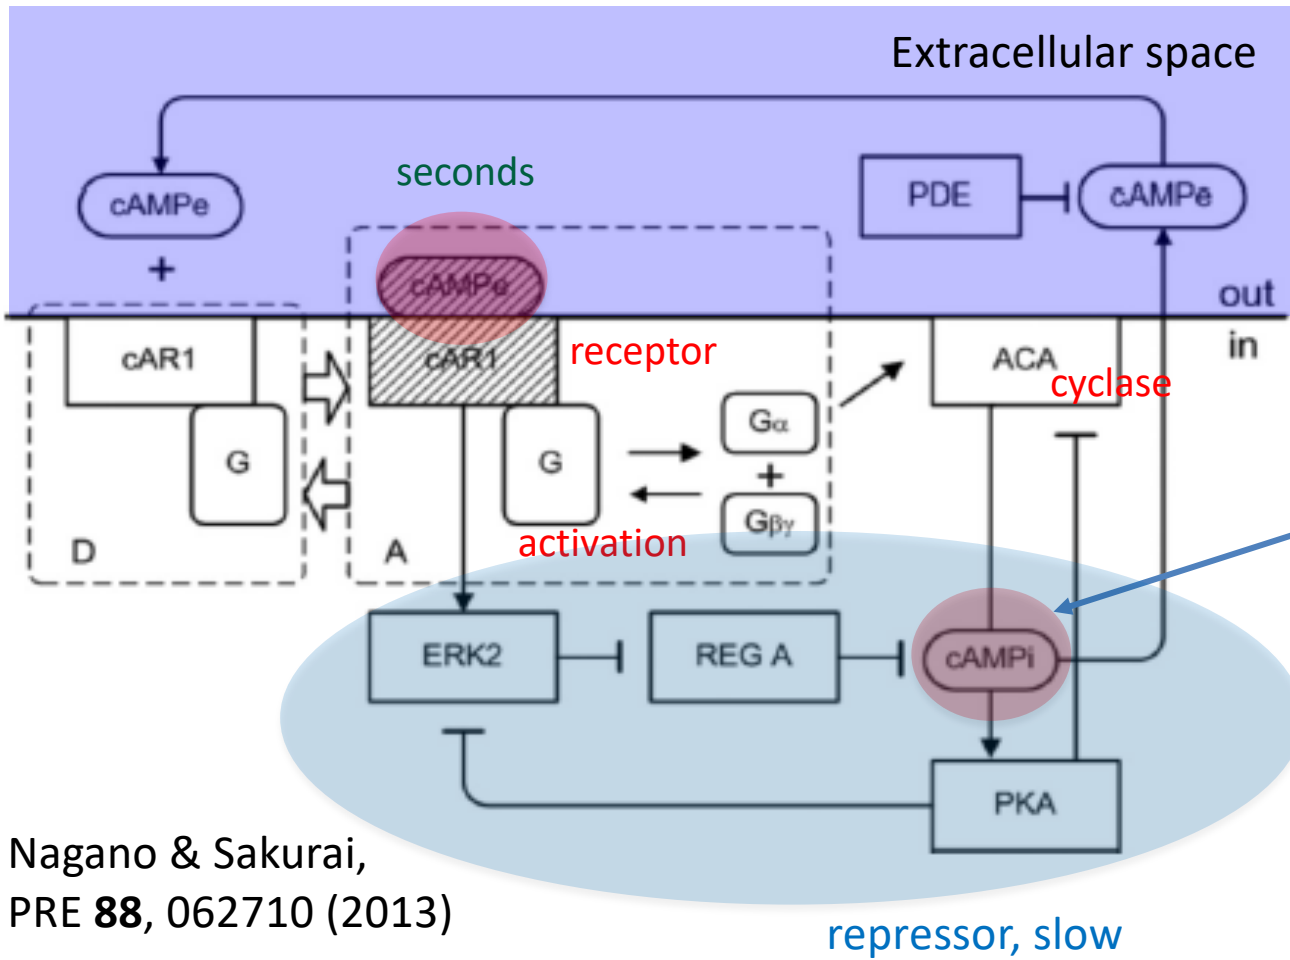 Extracellular space
seconds
cAMPe
PDE
cAMPe
+
cAMPe
out
in
cAR1
cAR1
receptor
ACA
cyclase
G
G
Gα
+
Gβγ
activation
D
A
ERK2
REG A
cAMPi
PKA
Nagano & Sakurai,
PRE 88, 062710 (2013)
repressor, slow